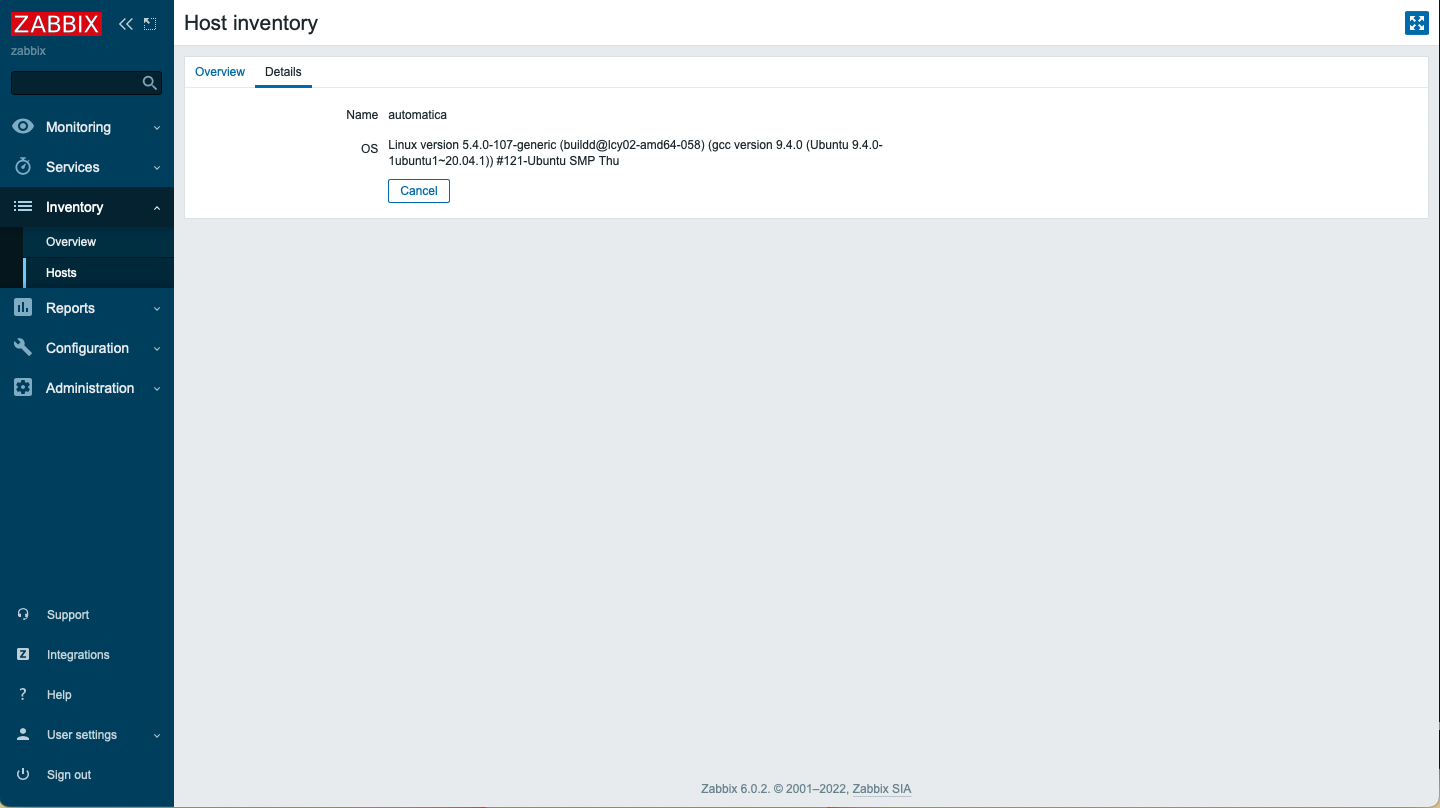 ZABBIX
zabbix
Monitoring
Services
Inventory
Overview
Hosts
Reports
Configuration
Administration
Support
Z Integrations
? Help
User settings
Sign out
Host inventory
Overview Details
Name automatica
OS Linux version 5.4.0-107-generic (buildd@lcy02-amd64-058) (gcc version 9.4.0 (Ubuntu 9.4.0-
1ubuntu1~20.04.1)) #121-Ubuntu SMP Thu
Cancel
Zabbix 6.0.2. © 2001–2022, Zabbix SIA